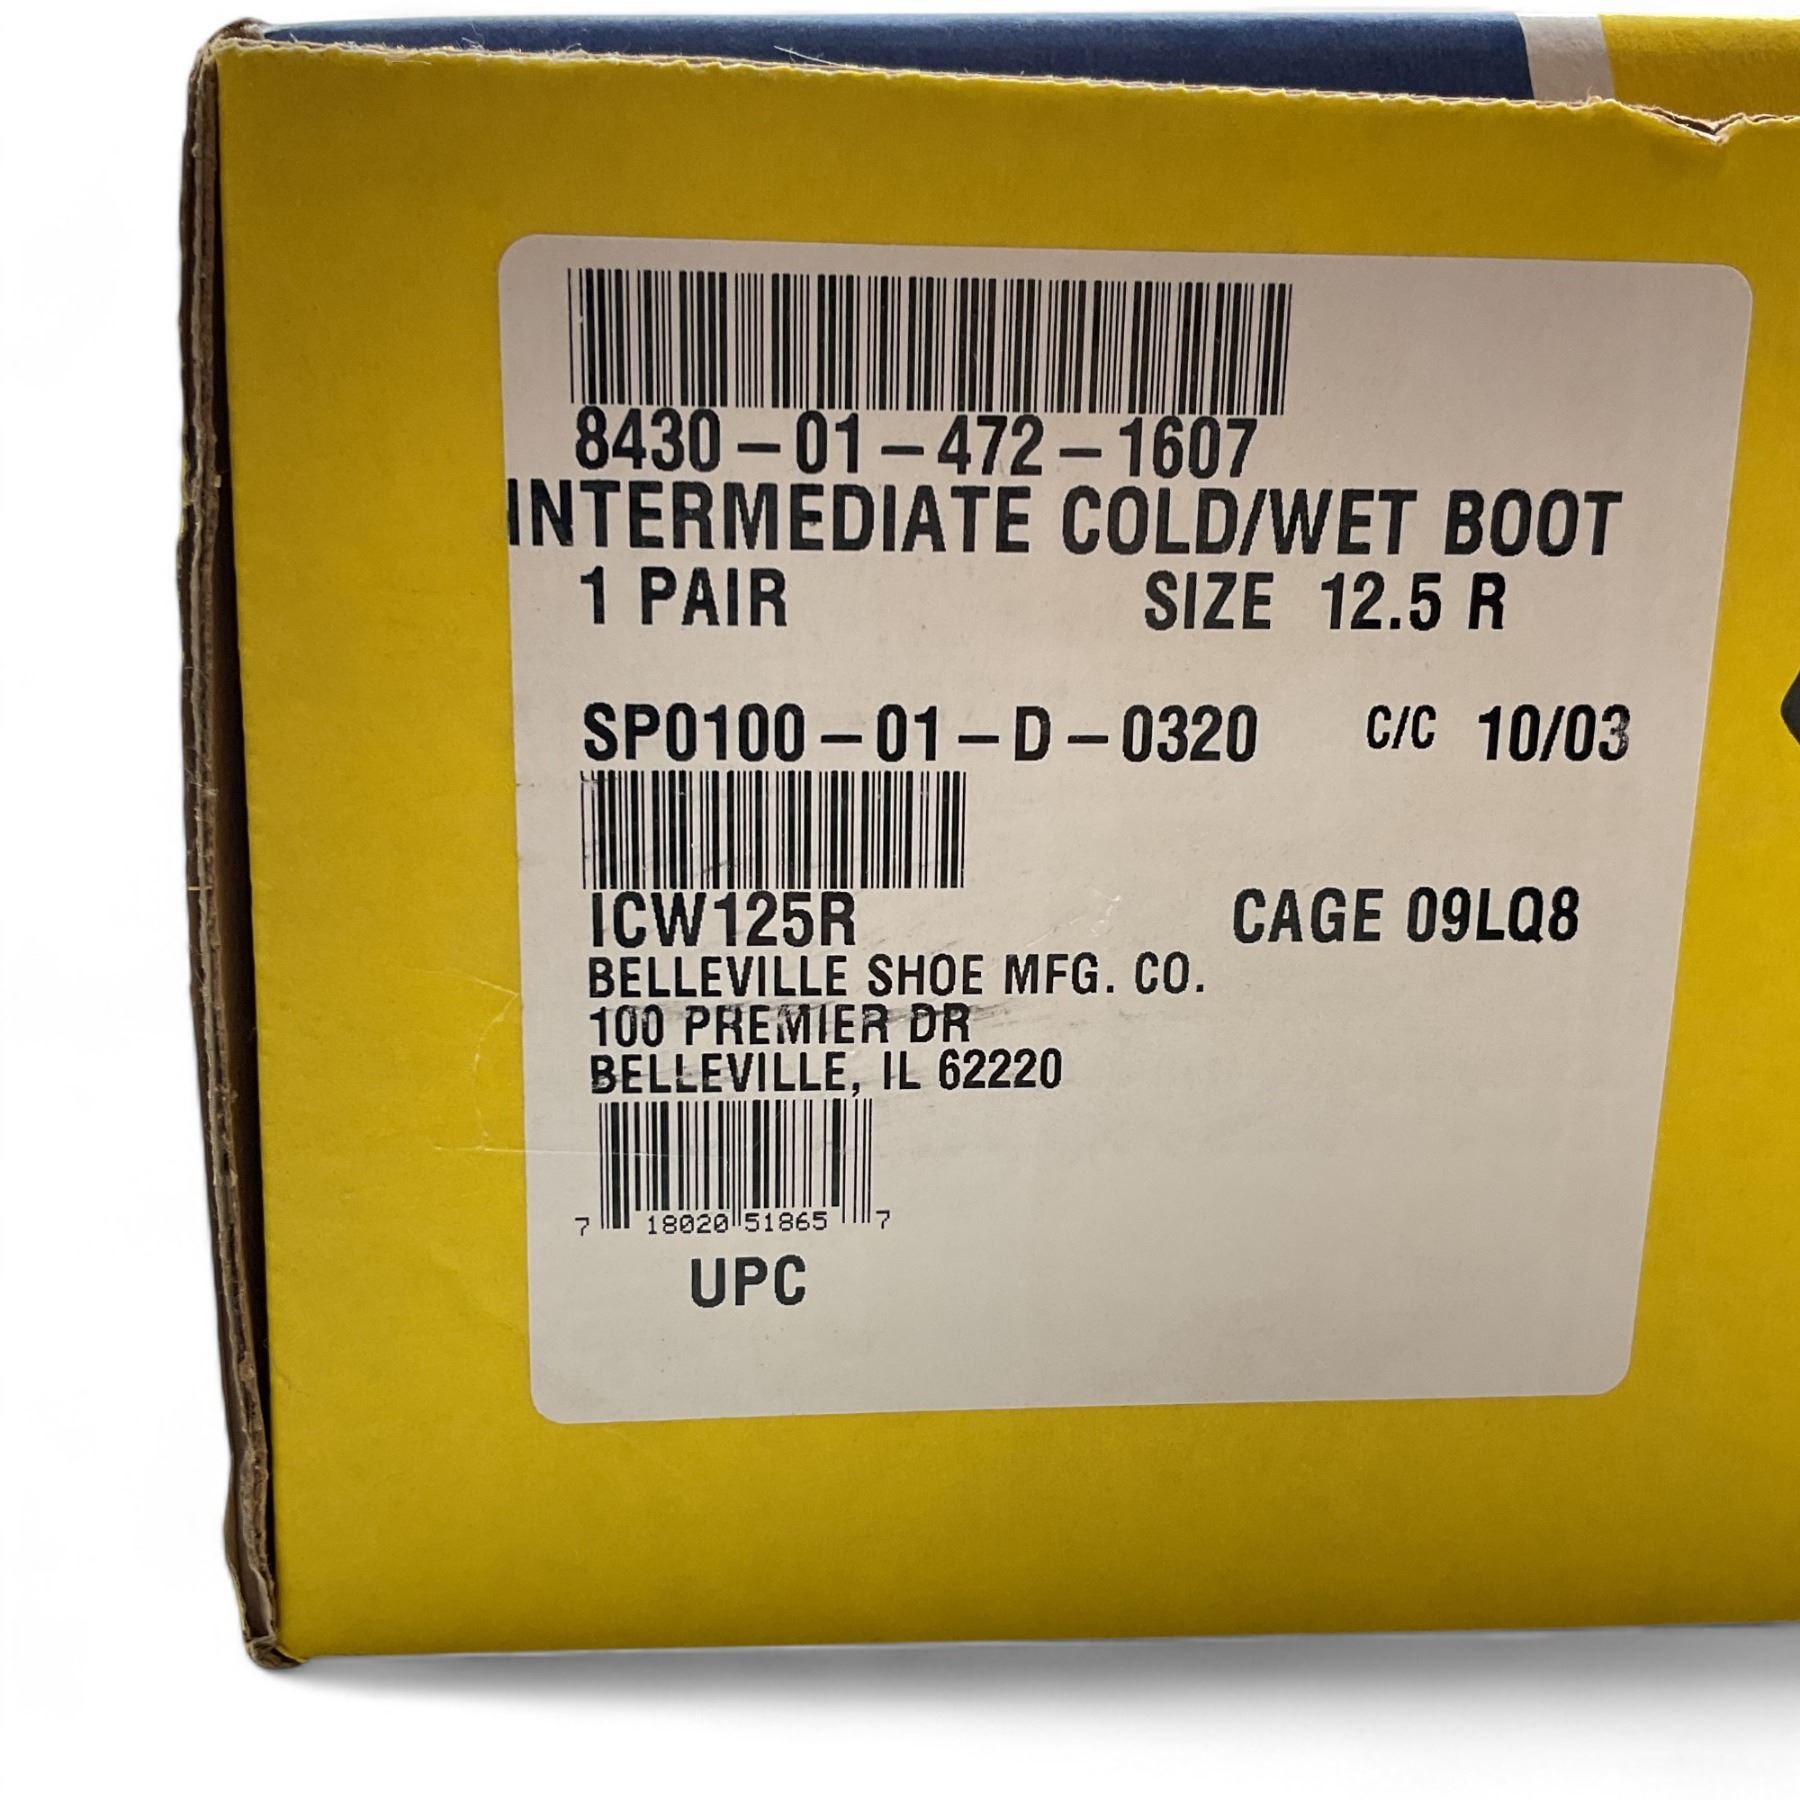 8430-01-472-1607
INTERMEDIATE COLD/WET BOOT
1 PAIR SIZE 12.5 R
SP0100-01-D-0320 C/C 10/03
ICW125R CAGE 09LQ8
BELLEVILLE SHOE MFG. CO.
100 PREMIER DR
BELLEVILLE, IL 62220
7 18020 51865 7
UPC